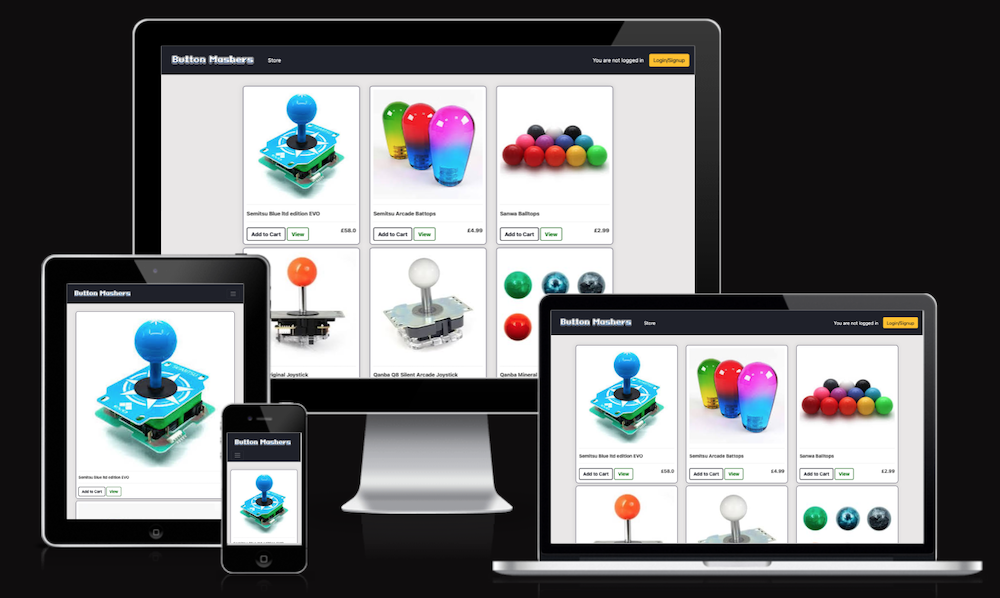 Button Mashers
Store
You are not logged in
Login/Signup
Semitsu Blue ltd edition EVO
Add to Cart
View
£58.0
Semitsu Arcade Battops
Add to Cart
View
£4.99
Sanwa Balltops
Add to Cart
View
£2.99
riginal Joystick
Qanba Q8 Silent Arcade Joystick
Qanba Mineral
Button Mashers
Semitsu Blue ltd edition EVO
Add to Cart
View
Button Mashers
Button Mashers
Store
You are not logged in
Login/Signup
Semitsu Blue ltd edition EVO
Add to Cart
View
£58.0
Semitsu Arcade Battops
Add to Cart
View
£4.99
Sanwa Balltops
Add to Cart
View
£2.99